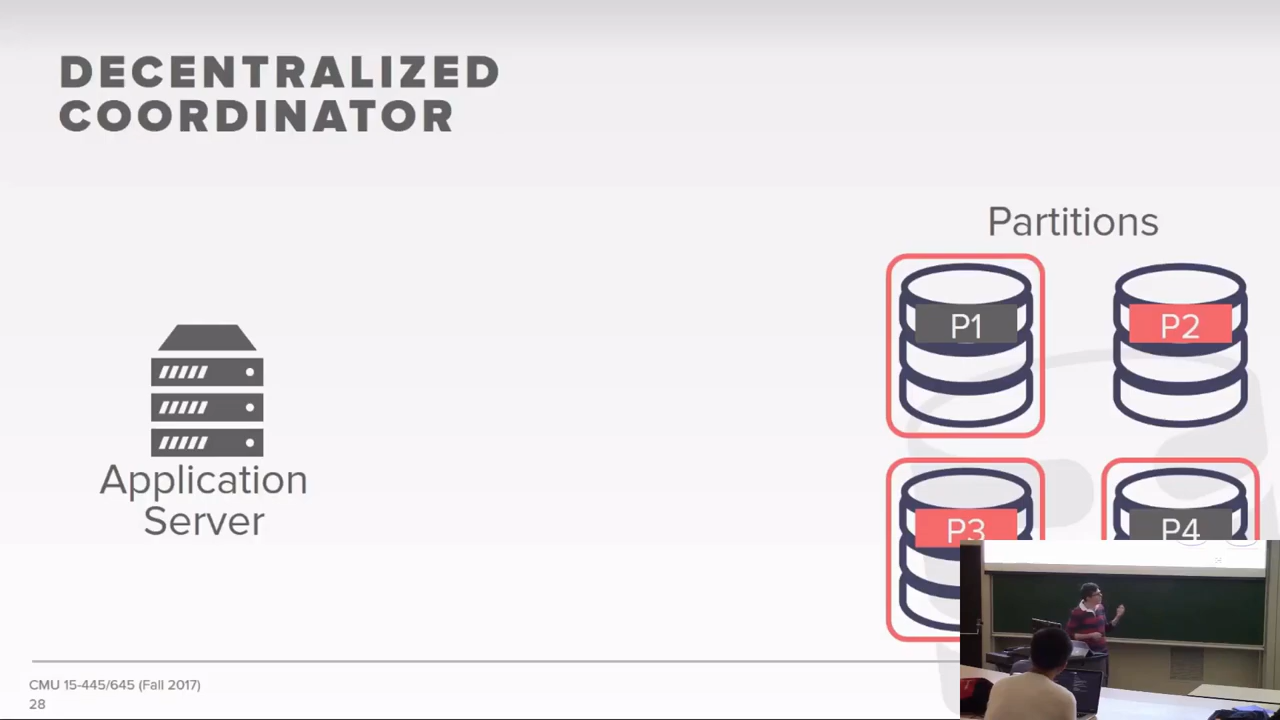 DECENTRALIZED
COORDINATOR
Partitions
P1
P2
Application
Server
P3
P4
CMU 15-445/645 (Fall 2017)
28